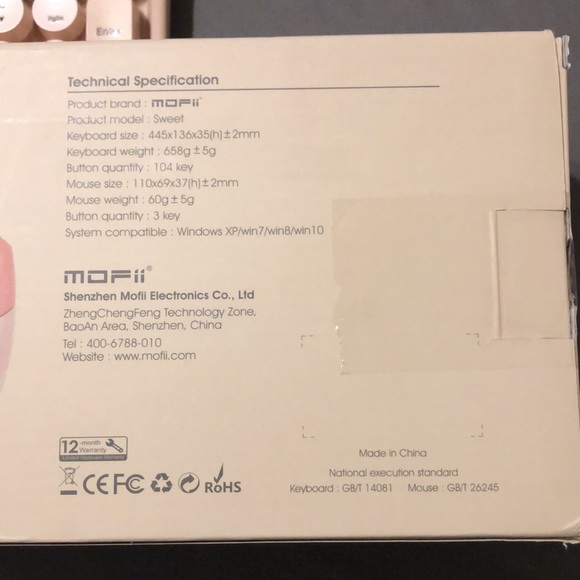 Technical Specification
Product brand : MOFii
Product model : Sweet
Keyboard size : 445x136x35(h)±2mm
Keyboard weight : 658g±5g
Button quantity : 104 key
Mouse size : 110x69x37(h)±2mm
Mouse weight : 60g±5g
Button quantity : 3 key
System compatible : Windows XP/win7/win8/win10
MOFii®
Shenzhen Mofii Electronics Co., Ltd
ZhengChengFeng Technology Zone,
BaoAn Area, Shenzhen, China
Tel : 400-6788-010
Website : www.mofii.com
12-month
Warranty
Limited Hardware Warranty
CE FC RoHS
Made in China
National execution standard
Keyboard : GB/T 14081 Mouse : GB/T 26245